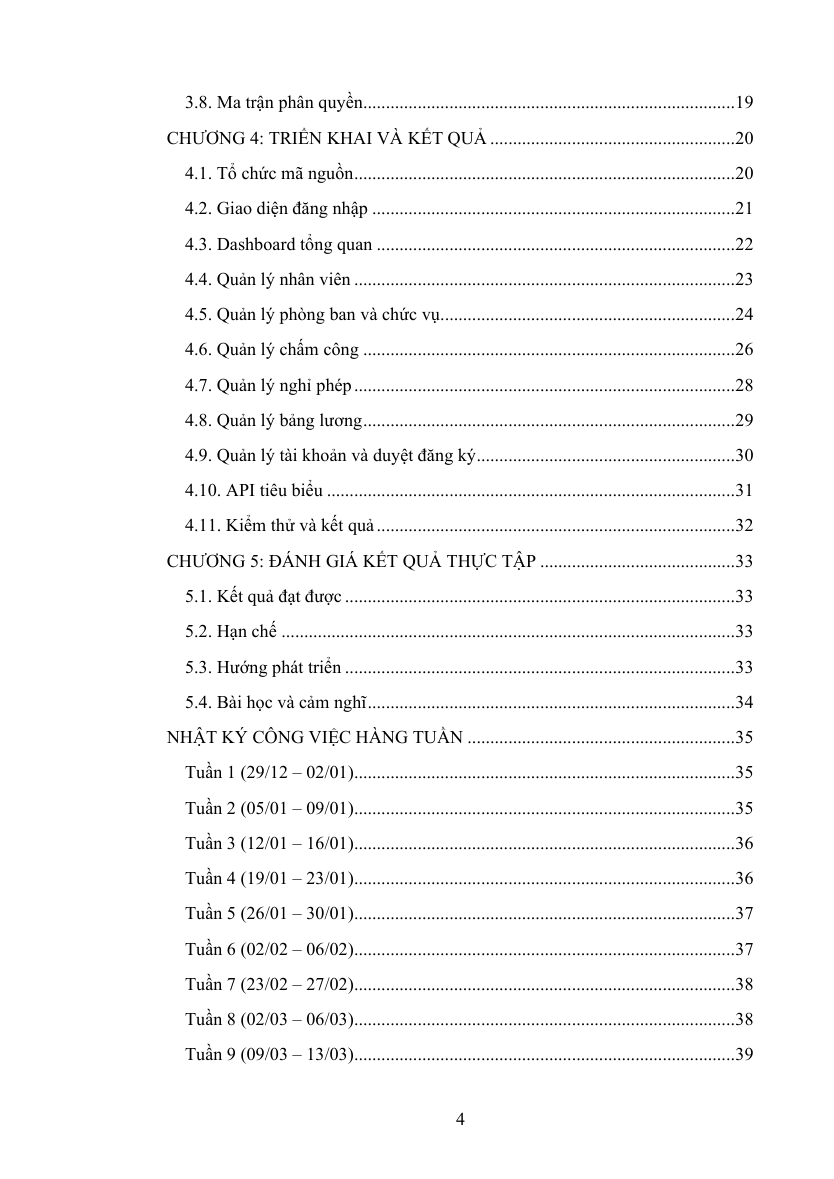 3.8. Ma trận phân quyền.....19
CHƯƠNG 4: TRIỂN KHAI VÀ KẾT QUẢ.....20
4.1. Tổ chức mã nguồn.....20
4.2. Giao diện đăng nhập.....21
4.3. Dashboard tổng quan.....22
4.4. Quản lý nhân viên.....23
4.5. Quản lý phòng ban và chức vụ.....24
4.6. Quản lý chấm công.....26
4.7. Quản lý nghỉ phép.....28
4.8. Quản lý bảng lương.....29
4.9. Quản lý tài khoản và duyệt đăng ký.....30
4.10. API tiêu biểu.....31
4.11. Kiểm thử và kết quả.....32
CHƯƠNG 5: ĐÁNH GIÁ KẾT QUẢ THỰC TẬP.....33
5.1. Kết quả đạt được.....33
5.2. Hạn chế.....33
5.3. Hướng phát triển.....33
5.4. Bài học và cảm nghĩ.....34
NHẬT KÝ CÔNG VIỆC HÀNG TUẦN.....35
Tuần 1 (29/12 – 02/01).....35
Tuần 2 (05/01 – 09/01).....35
Tuần 3 (12/01 – 16/01).....36
Tuần 4 (19/01 – 23/01).....36
Tuần 5 (26/01 – 30/01).....37
Tuần 6 (02/02 – 06/02).....37
Tuần 7 (23/02 – 27/02).....38
Tuần 8 (02/03 – 06/03).....38
Tuần 9 (09/03 – 13/03).....39
4